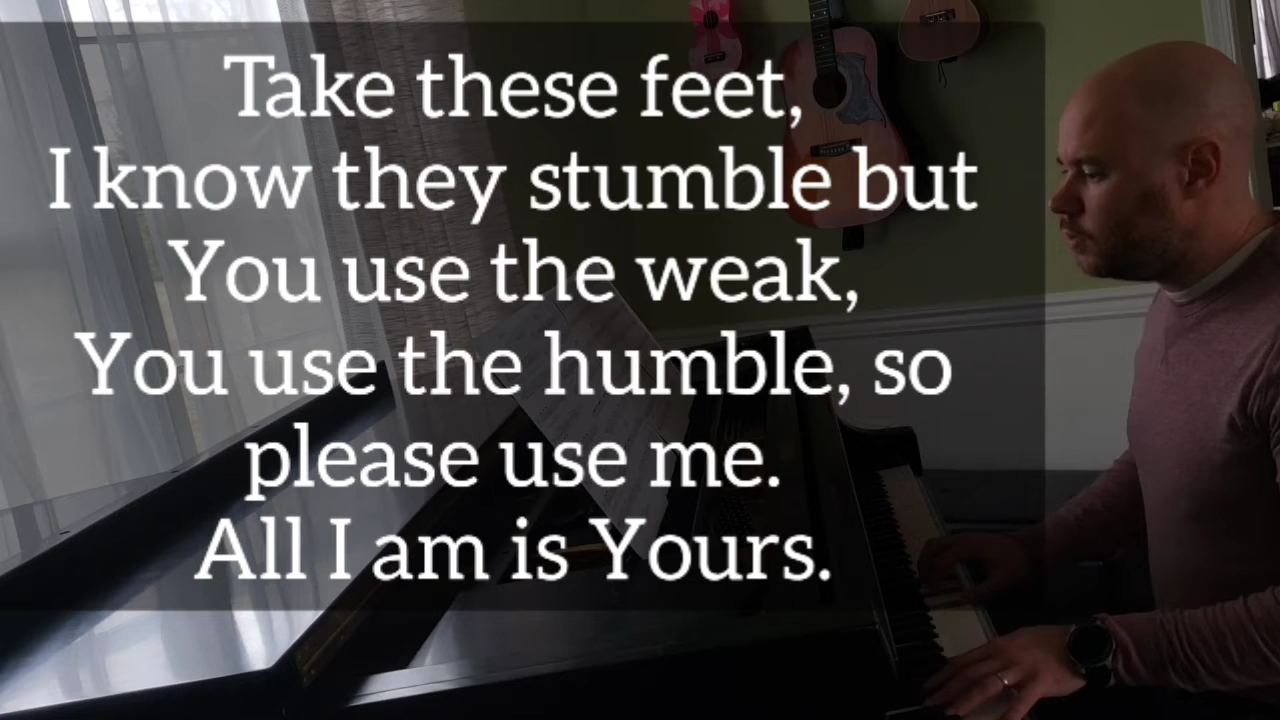 Take these feet,
I know they stumble but
You use the weak,
You use the humble, so
please use me.
All I am is Yours.